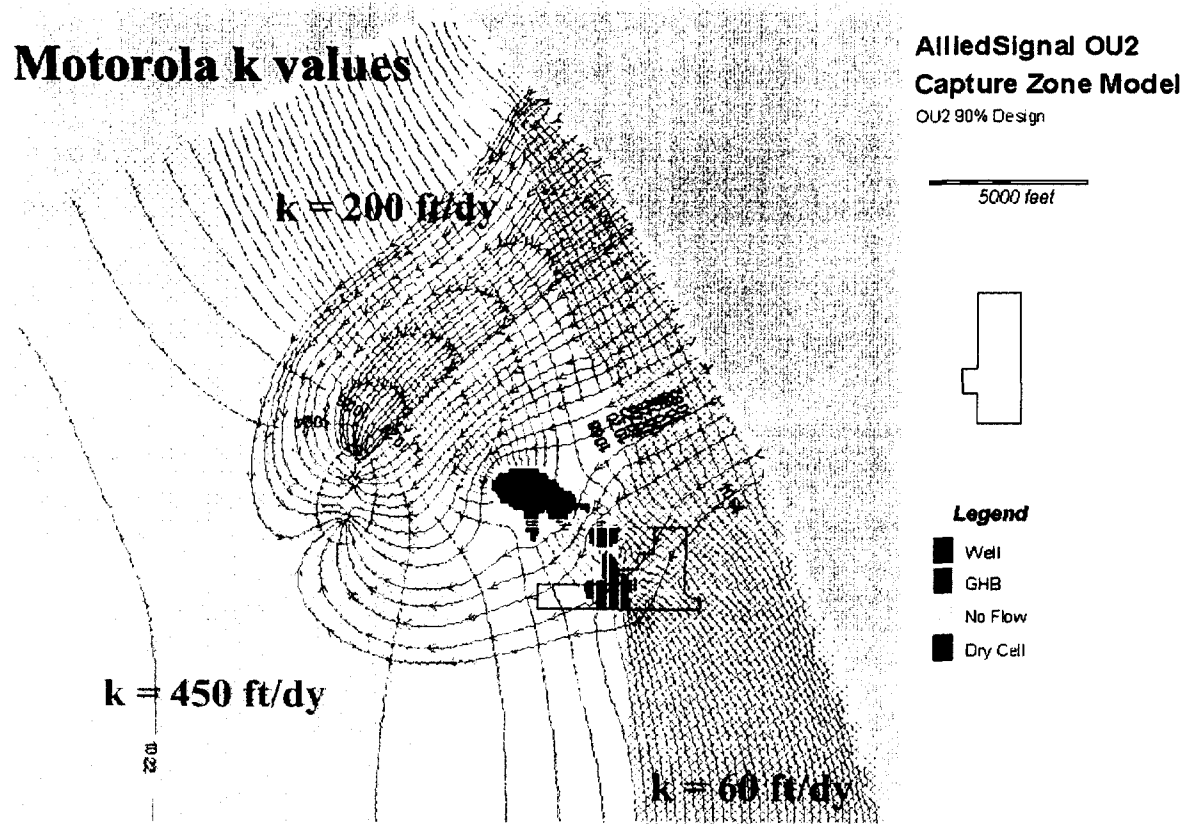 Motorola k values
AlliedSignal OU2
Capture Zone Model
OU2 90% Design
5000 feet
k = 200 ft/dy
Legend
Well
GHB
No Flow
Dry Cell
k = 450 ft/dy
1022
k = 60 ft/dy